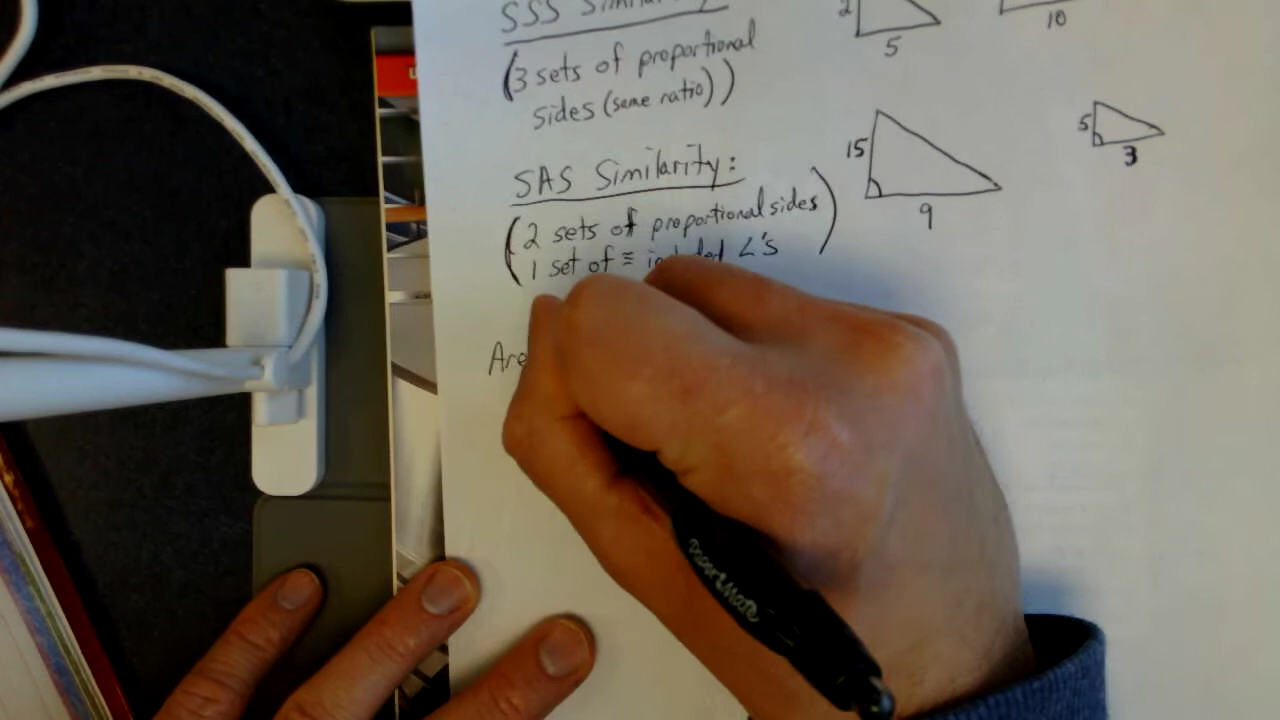 SSS Similarity
(3 sets of proportional
sides (same ratio))
2
5
10
SAS Similarity:
(2 sets of proportional sides
1 set of ≅ included ∠'s)
15
9
5
3
Are
PaperMate